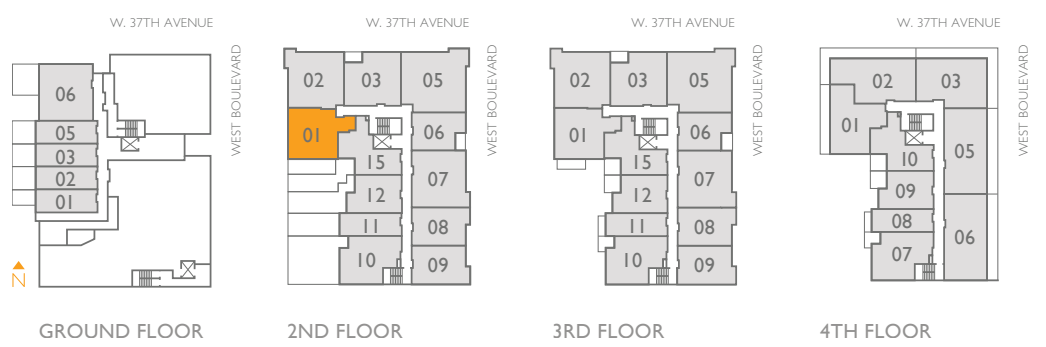 W. 37TH AVENUE
WEST BOULEVARD
06
05
03
02
01
N
GROUND FLOOR
W. 37TH AVENUE
WEST BOULEVARD
02
03
05
01
06
15
07
12
11
08
10
09
2ND FLOOR
W. 37TH AVENUE
WEST BOULEVARD
02
03
05
01
06
15
07
12
11
08
10
09
3RD FLOOR
W. 37TH AVENUE
WEST BOULEVARD
02
03
01
05
10
09
08
06
07
4TH FLOOR